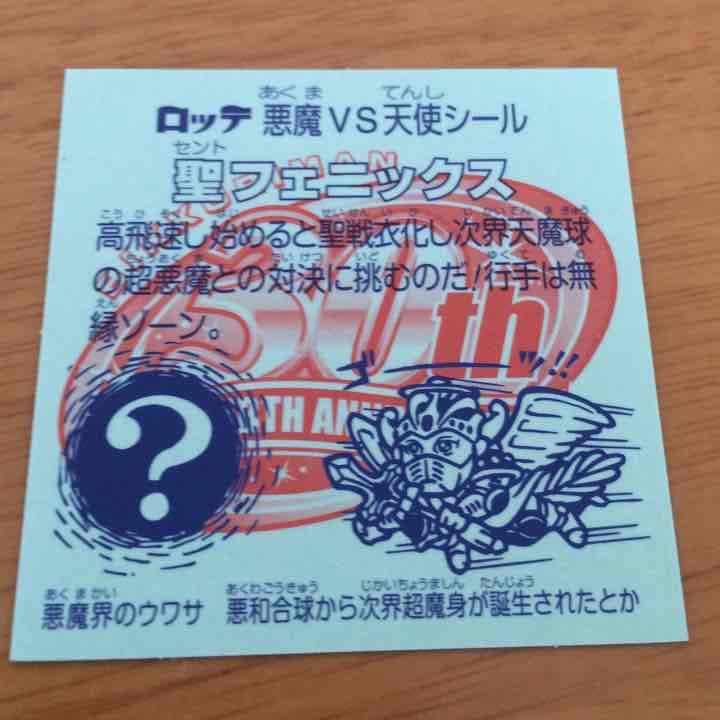 あくま てんし
ロッテ 悪魔VS天使シール
セント
聖フェニックス
高飛速し始めると聖戦衣化し次界天魔球
の超悪魔との対決に挑むのだ!行手は無
縁ゾーン。
30th
ゴーッ!!
?
あくまかい あくわごうきゅう じかいちょうましん たんじょう
悪魔界のウワサ 悪和合球から次界超魔身が誕生されたとか